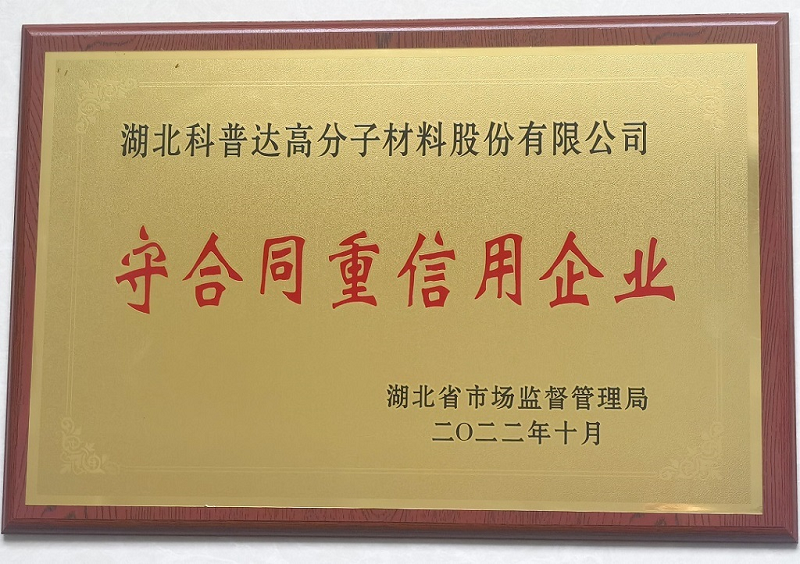 湖北科普达高分子材料股份有限公司
守合同重信用企业
湖北省市场监督管理局
二〇二二年十月